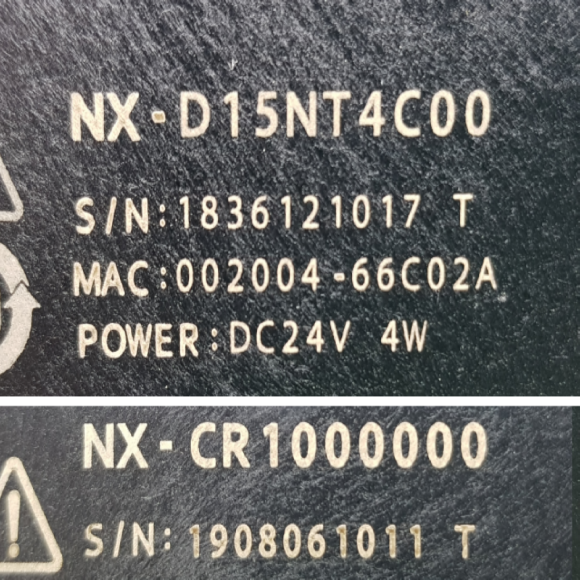 NX-D15NT4C00
S/N:1836121017 T
MAC:002004-66C02A
POWER:DC24V 4W
NX-CR1000000
S/N:1908061011 T